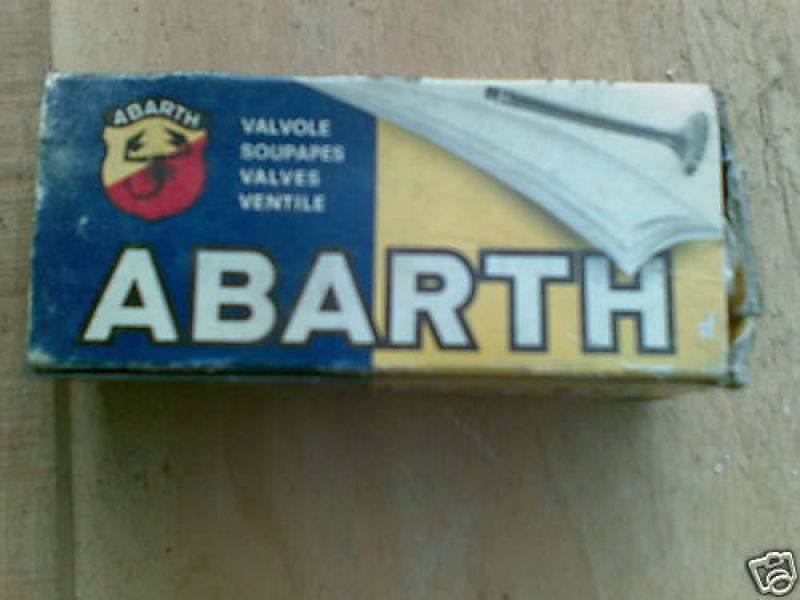 ABARTH
VALVOLE
SOUPAPES
VALVES
VENTILE
ABARTH